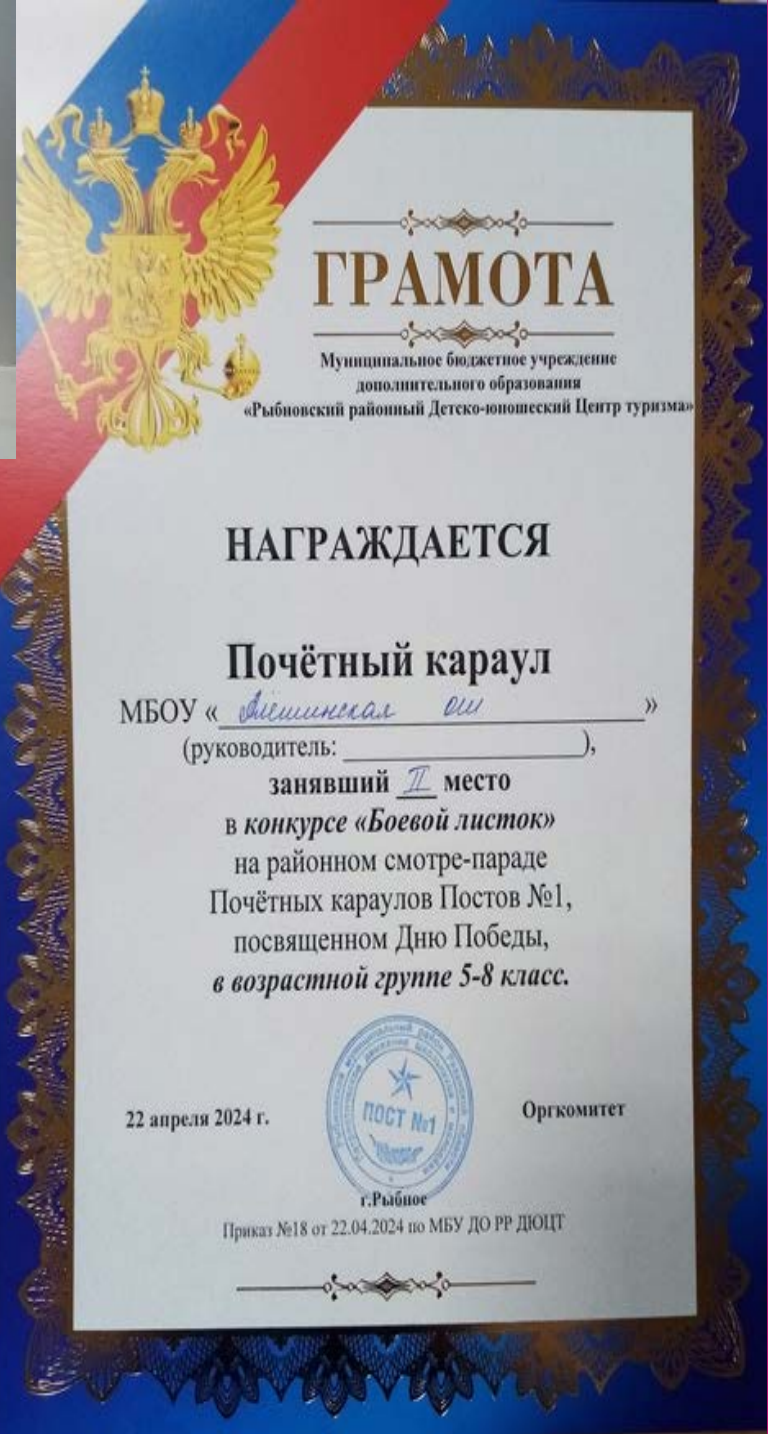 ГРАМОТА
Муниципальное бюджетное учреждение
дополнительного образования
«Рыбновский районный Детско-юношеский Центр туризма»
НАГРАЖДАЕТСЯ
Почётный караул
МБОУ « Алешинская ош »
(руководитель: ),
занявший II место
в конкурсе «Боевой листок»
на районном смотре-параде
Почётных караулов Постов №1,
посвященном Дню Победы,
в возрастной группе 5-8 класс.
ПОСТ №1
22 апреля 2024 г.
Оргкомитет
г.Рыбное
Приказ №18 от 22.04.2024 по МБУ ДО РР ДЮЦТ